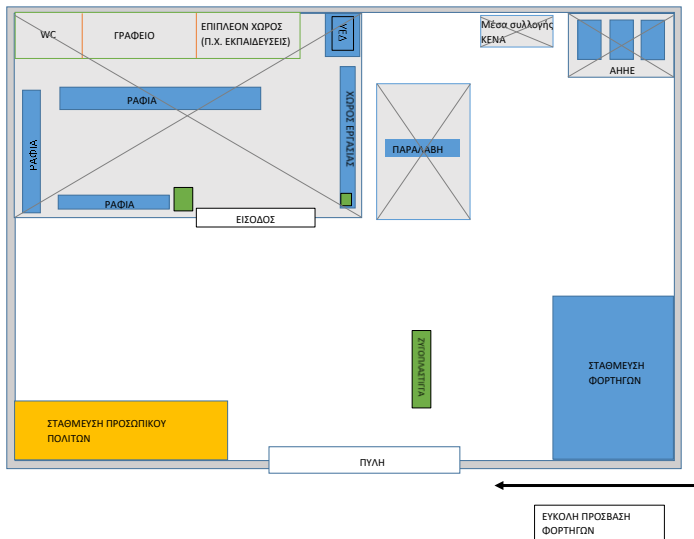 WC
ΓΡΑΦΕΙΟ
ΕΠΙΠΛΕΟΝ ΧΩΡΟΣ
(Π.Χ. ΕΚΠΑΙΔΕΥΣΕΙΣ)
ΥΕΔ
Μέσα συλλογής
ΚΕΝΑ
ΑΗΗΕ
ΡΑΦΙΑ
ΧΩΡΟΣ ΕΡΓΑΣΙΑΣ
ΡΑΦΙΑ
ΠΑΡΑΛΑΒΗ
ΡΑΦΙΑ
ΕΙΣΟΔΟΣ
ΖΥΓΟΠΛΑΣΤΙΓΓΑ
ΣΤΑΘΜΕΥΣΗ
ΦΟΡΤΗΓΩΝ
ΣΤΑΘΜΕΥΣΗ ΠΡΟΣΩΠΙΚΟΥ
ΠΟΛΙΤΩΝ
ΠΥΛΗ
ΕΥΚΟΛΗ ΠΡΟΣΒΑΣΗ
ΦΟΡΤΗΓΩΝ